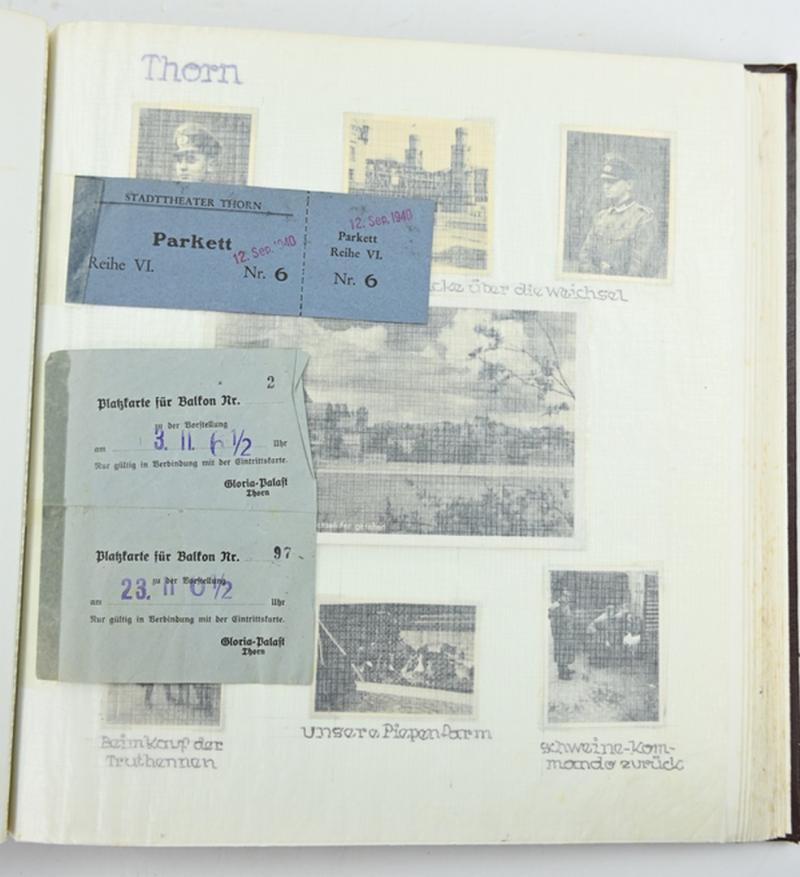 Thorn
STADTTHEATER THORN
Parkett
12. Sep. 1940
Reihe VI.
Nr. 6
12. Sep. 1940
Parkett
Reihe VI.
Nr. 6
über die Weichsel
2
Platzkarte für Balkon Nr.
zu der Vorstellung
am 3. 11. 6 1/2 Uhr
Nur gültig in Verbindung mit der Eintrittskarte.
Gloria-Palast
Thorn
Platzkarte für Balkon Nr. 97
zu der Vorstellung
am 23. 11 6 1/2 Uhr
Nur gültig in Verbindung mit der Eintrittskarte.
Gloria-Palast
Thorn
gesehen
Beim Kauf der
Truthennen
unsere Piepenfarm
schweine-kom-
mando zurück